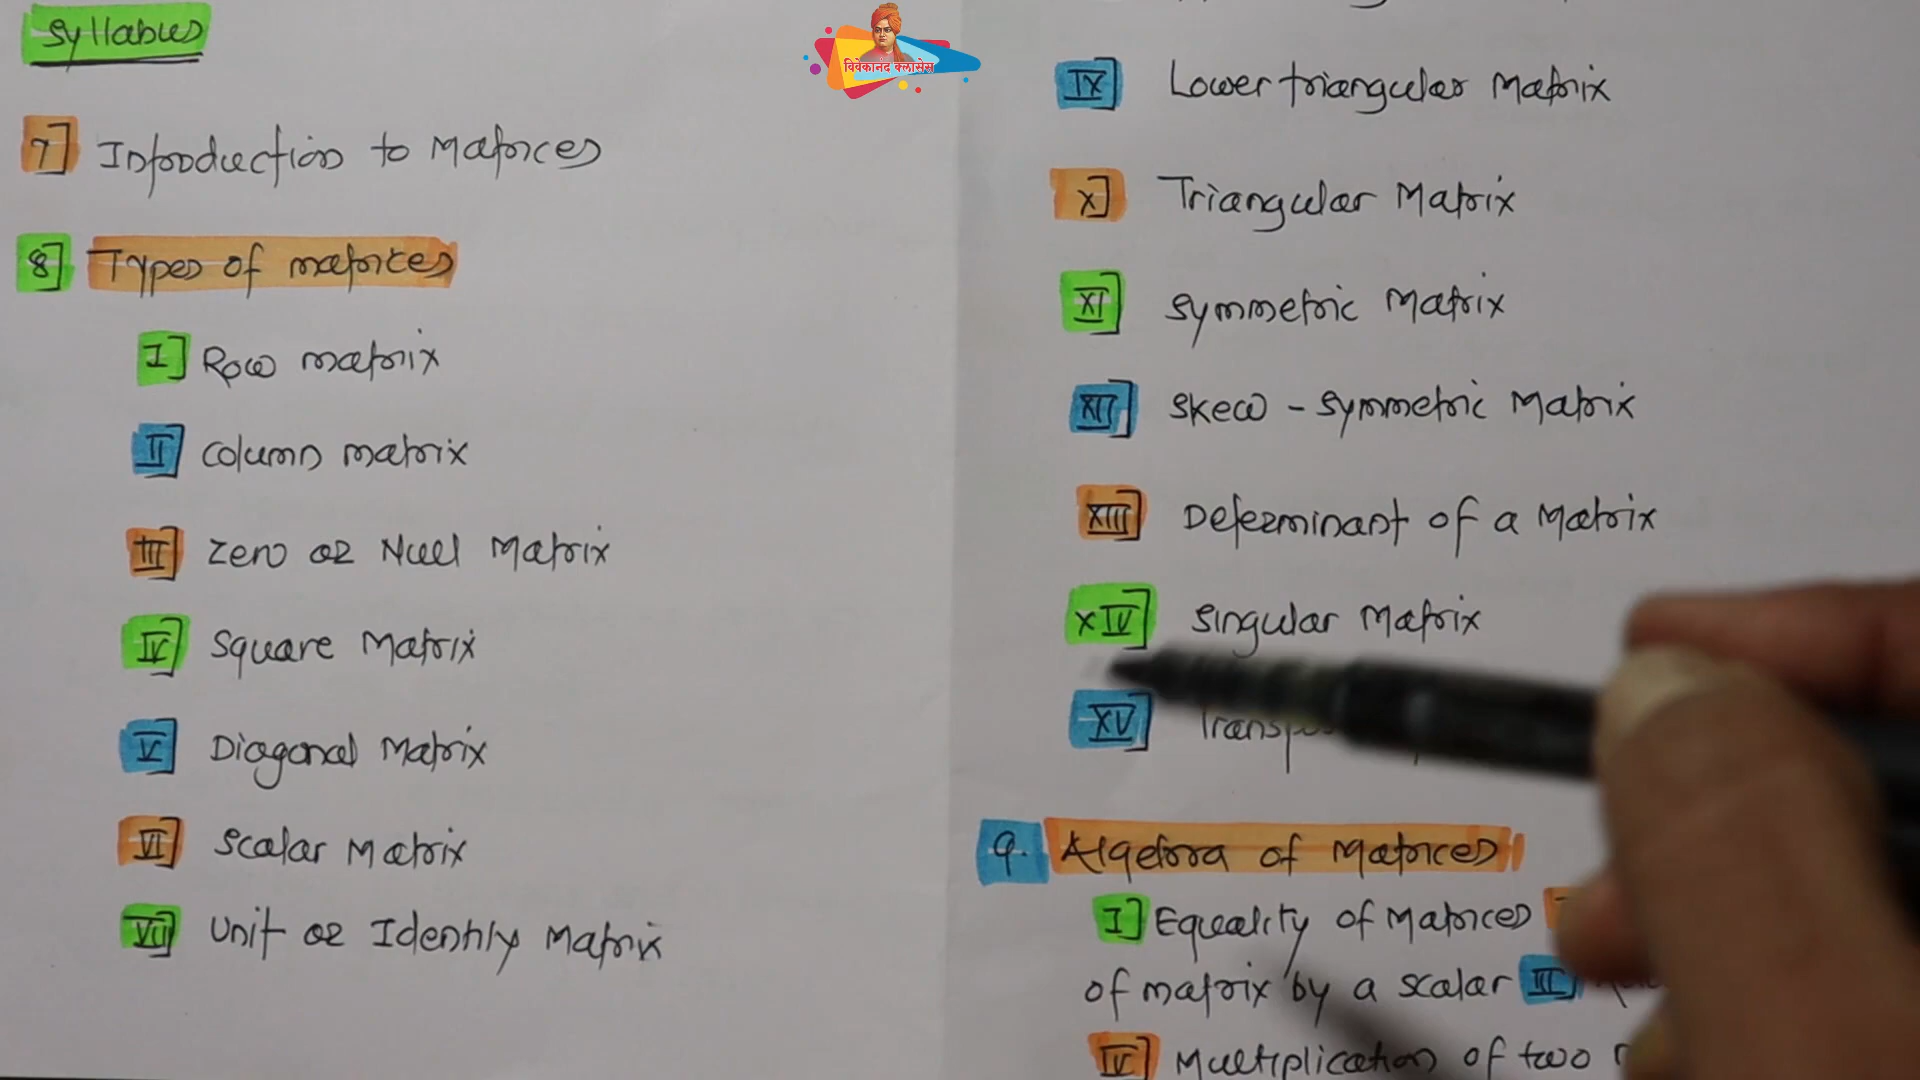 Syllabus
7] Introduction to Matrices
8] Types of matrices
I] Row matrix
II] column matrix
III] Zero or Null Matrix
IV] Square Matrix
V] Diagonal Matrix
VI] Scalar Matrix
VII] Unit or Identity Matrix
विवेकानंद क्लासेस
IX] Lower triangular Matrix
X] Triangular Matrix
XI] Symmetric Matrix
XII] Skew - Symmetric Matrix
XIII] Determinant of a Matrix
XIV] Singular Matrix
XV]
9. Algebra of Matrices
I] Equality of Matrices
of matrix by a scalar III]
IV] Multiplication of two